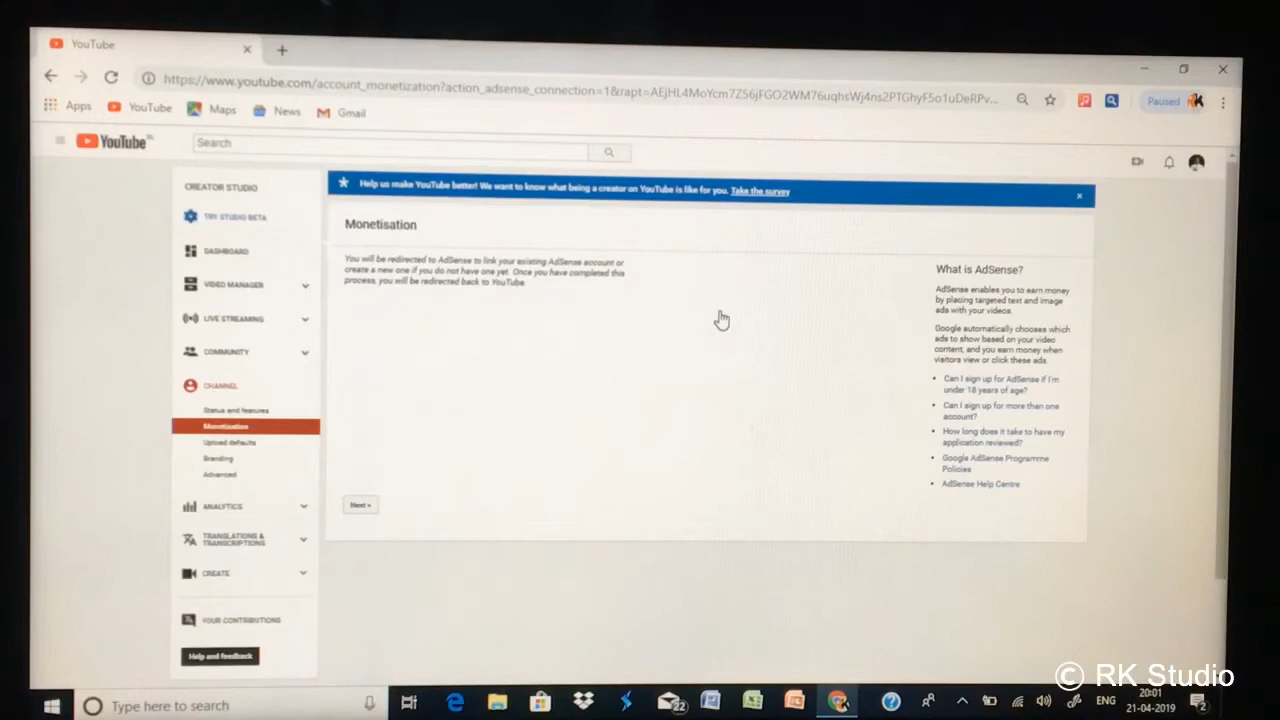 YouTube
https://www.youtube.com/account_monetization?action_adsense_connection=1&rapt=AEjHL4MoYcm7Z56jFGO2WM76uqhsWj4ns2PTGhyF5o1uDeRPv...
Paused
Apps
YouTube
Maps
News
Gmail
YouTube IN
Search
CREATOR STUDIO
TRY STUDIO BETA
DASHBOARD
VIDEO MANAGER
LIVE STREAMING
COMMUNITY
CHANNEL
Status and features
Monetisation
Upload defaults
Branding
Advanced
ANALYTICS
TRANSLATIONS &
TRANSCRIPTIONS
CREATE
YOUR CONTRIBUTIONS
Help and feedback
Help us make YouTube better! We want to know what being a creator on YouTube is like for you. Take the survey
Monetisation
You will be redirected to AdSense to link your existing AdSense account or
create a new one if you do not have one yet. Once you have completed this
process, you will be redirected back to YouTube.
Next »
What is AdSense?
AdSense enables you to earn money
by placing targeted text and image
ads with your videos.
Google automatically chooses which
ads to show based on your video
content, and you earn money when
visitors view or click these ads.
Can I sign up for AdSense if I'm
under 18 years of age?
Can I sign up for more than one
account?
How long does it take to have my
application reviewed?
Google AdSense Programme
Policies
AdSense Help Centre
© RK Studio
Type here to search
22
ENG
20:01
21-04-2019
2